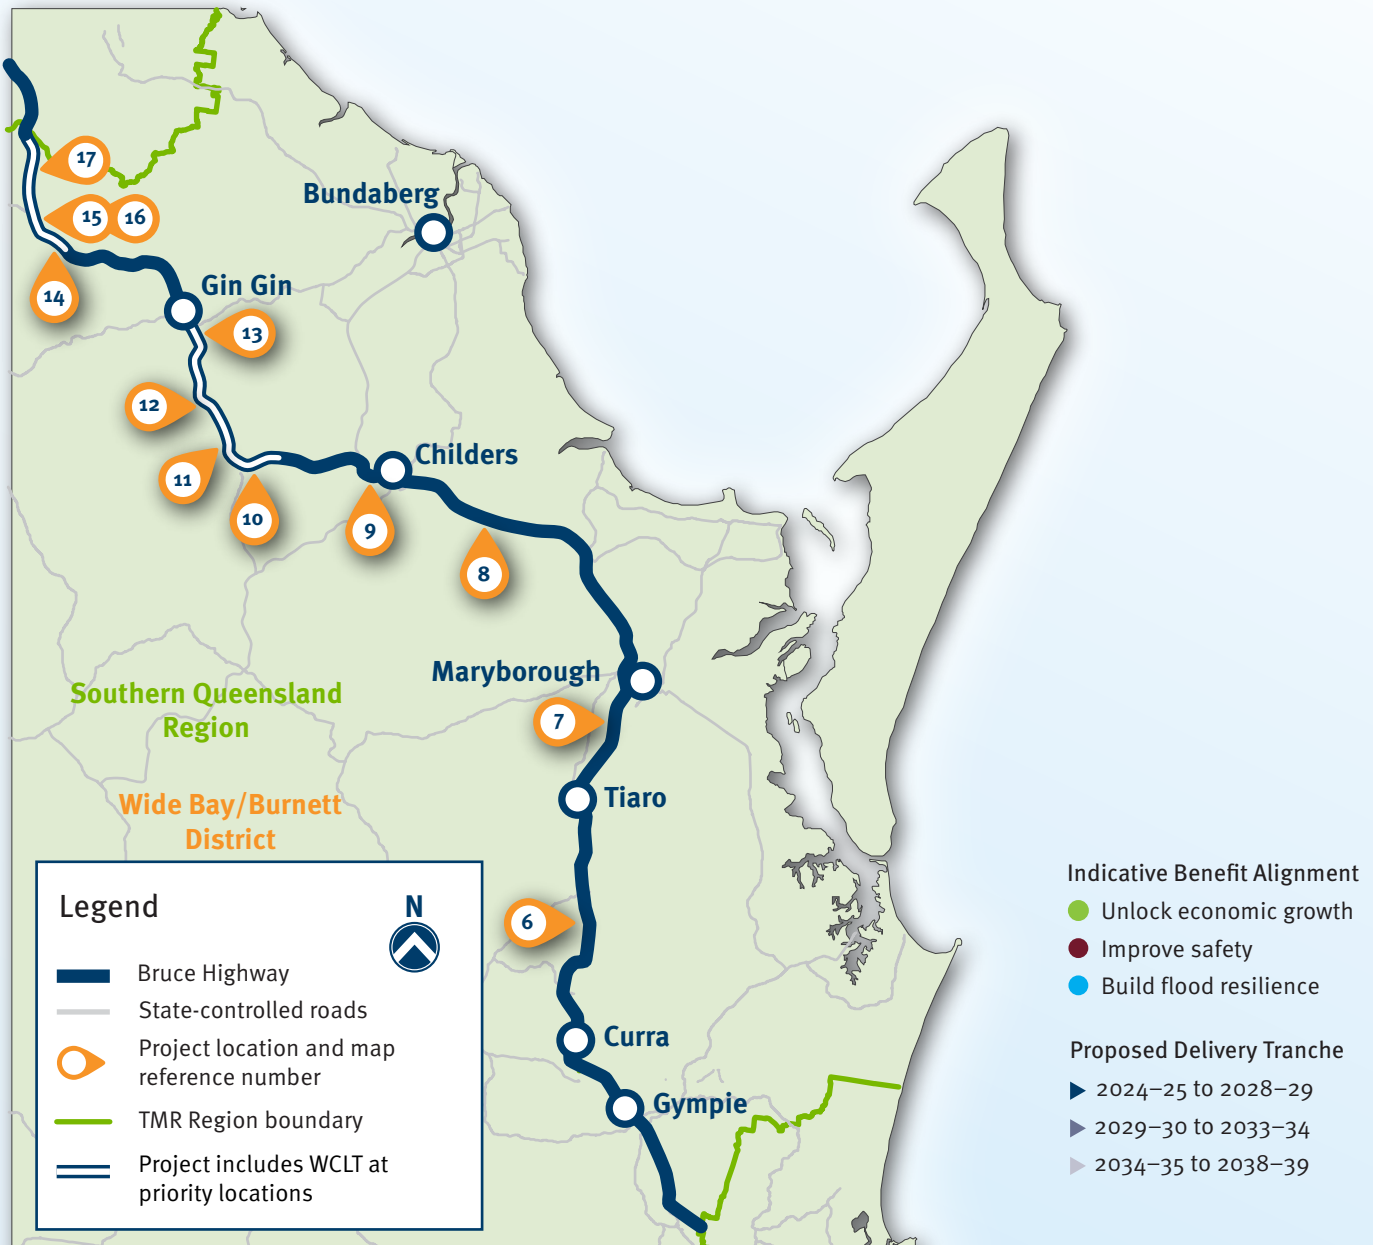 17
15
16
Bundaberg
14
Gin Gin
13
12
Childers
11
10
9
8
Maryborough
Southern Queensland
Region
7
Tiaro
Wide Bay/Burnett
District
6
Curra
Gympie
Legend
N
Bruce Highway
State-controlled roads
Project location and map
reference number
TMR Region boundary
Project includes WCLT at
priority locations
Indicative Benefit Alignment
Unlock economic growth
Improve safety
Build flood resilience
Proposed Delivery Tranche
2024–25 to 2028–29
2029–30 to 2033–34
2034–35 to 2038–39